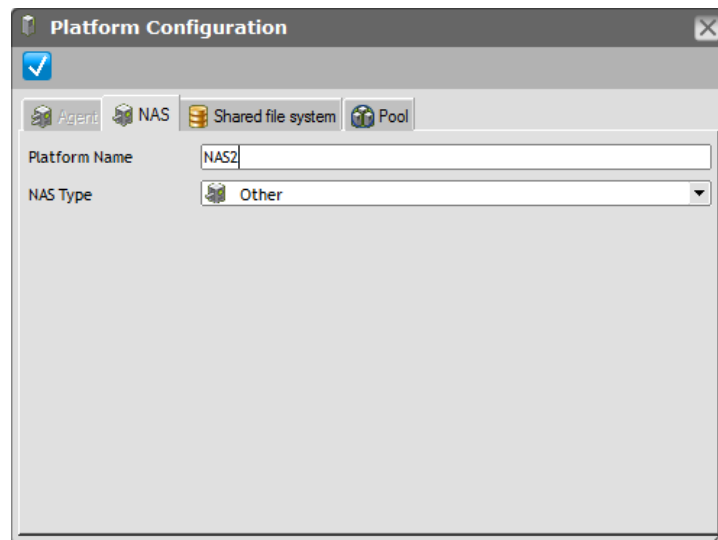 Platform Configuration
Agent NAS Shared file system Pool
Platform Name NAS2
NAS Type Other